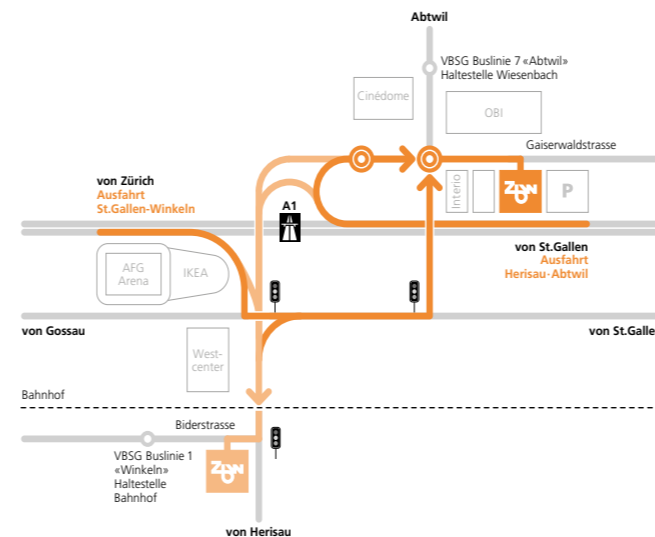 Abtwil
VBSG Buslinie 7 «Abtwil»
Haltestelle Wiesenbach
Cinédome
OBI
Gaiserwaldstrasse
von Zürich
Ausfahrt
St.Gallen-Winkeln
A1
Interio
P
von St.Gallen
Ausfahrt
Herisau-Abtwil
AFG
Arena
IKEA
von Gossau
von St.Galle
West-
center
Bahnhof
Biderstrasse
VBSG Buslinie 1
«Winkeln»
Haltestelle
Bahnhof
von Herisau